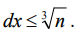 dx ≤ ∛n .